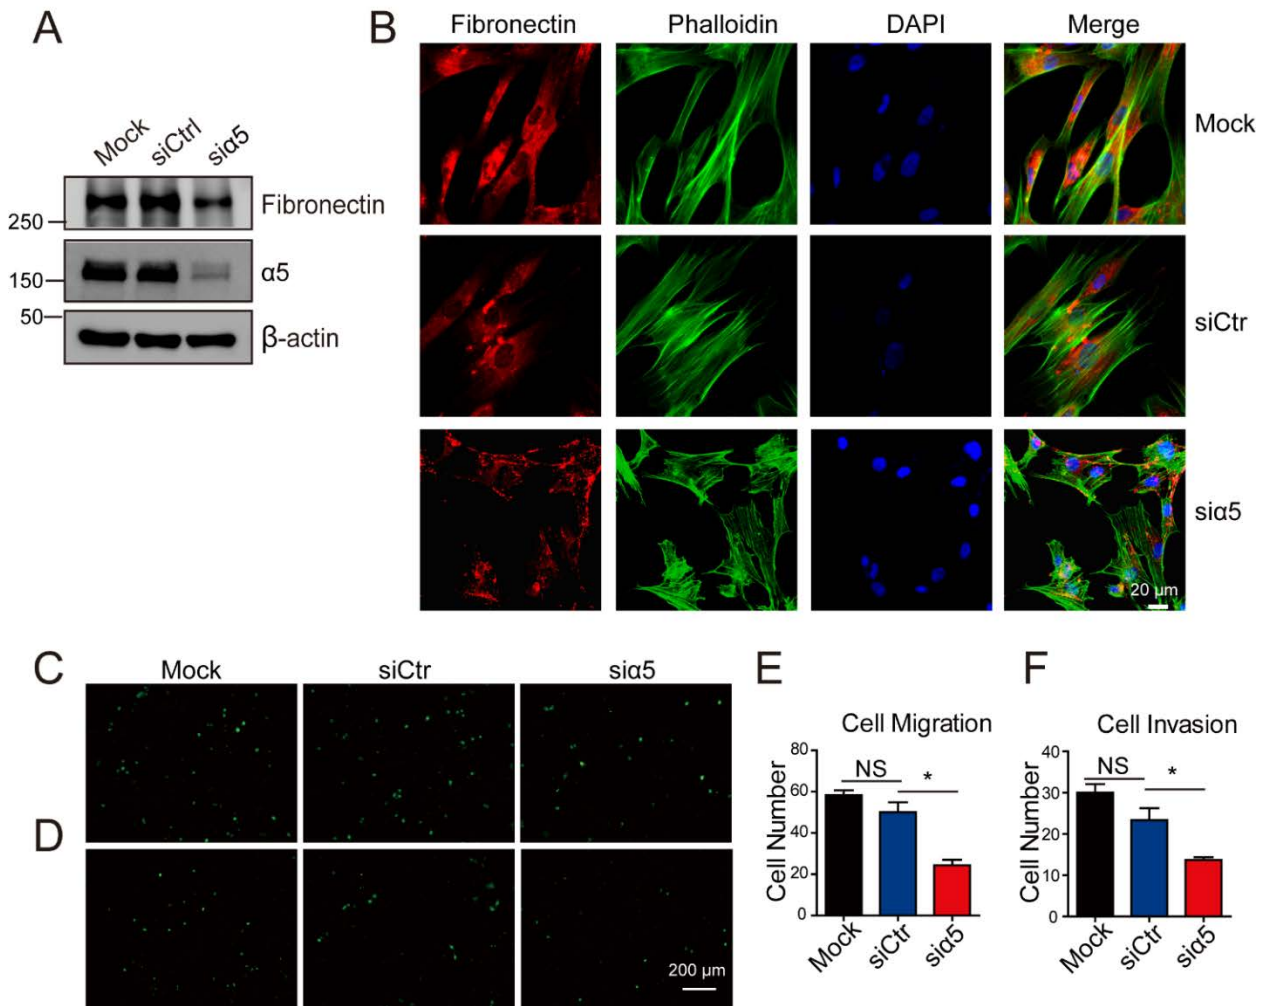 A
Mock siCtrl siα5
Fibronectin
250
α5
150
50
β-actin
B
Fibronectin Phalloidin DAPI Merge
Mock
siCtr
siα5
20 μm
C
Mock siCtr siα5
D
200 μm
E
Cell Migration
80
60
40
20
0
Cell Number
NS *
Mock siCtr siα5
F
Cell Invasion
40
30
20
10
0
Cell Number
NS *
Mock siCtr siα5